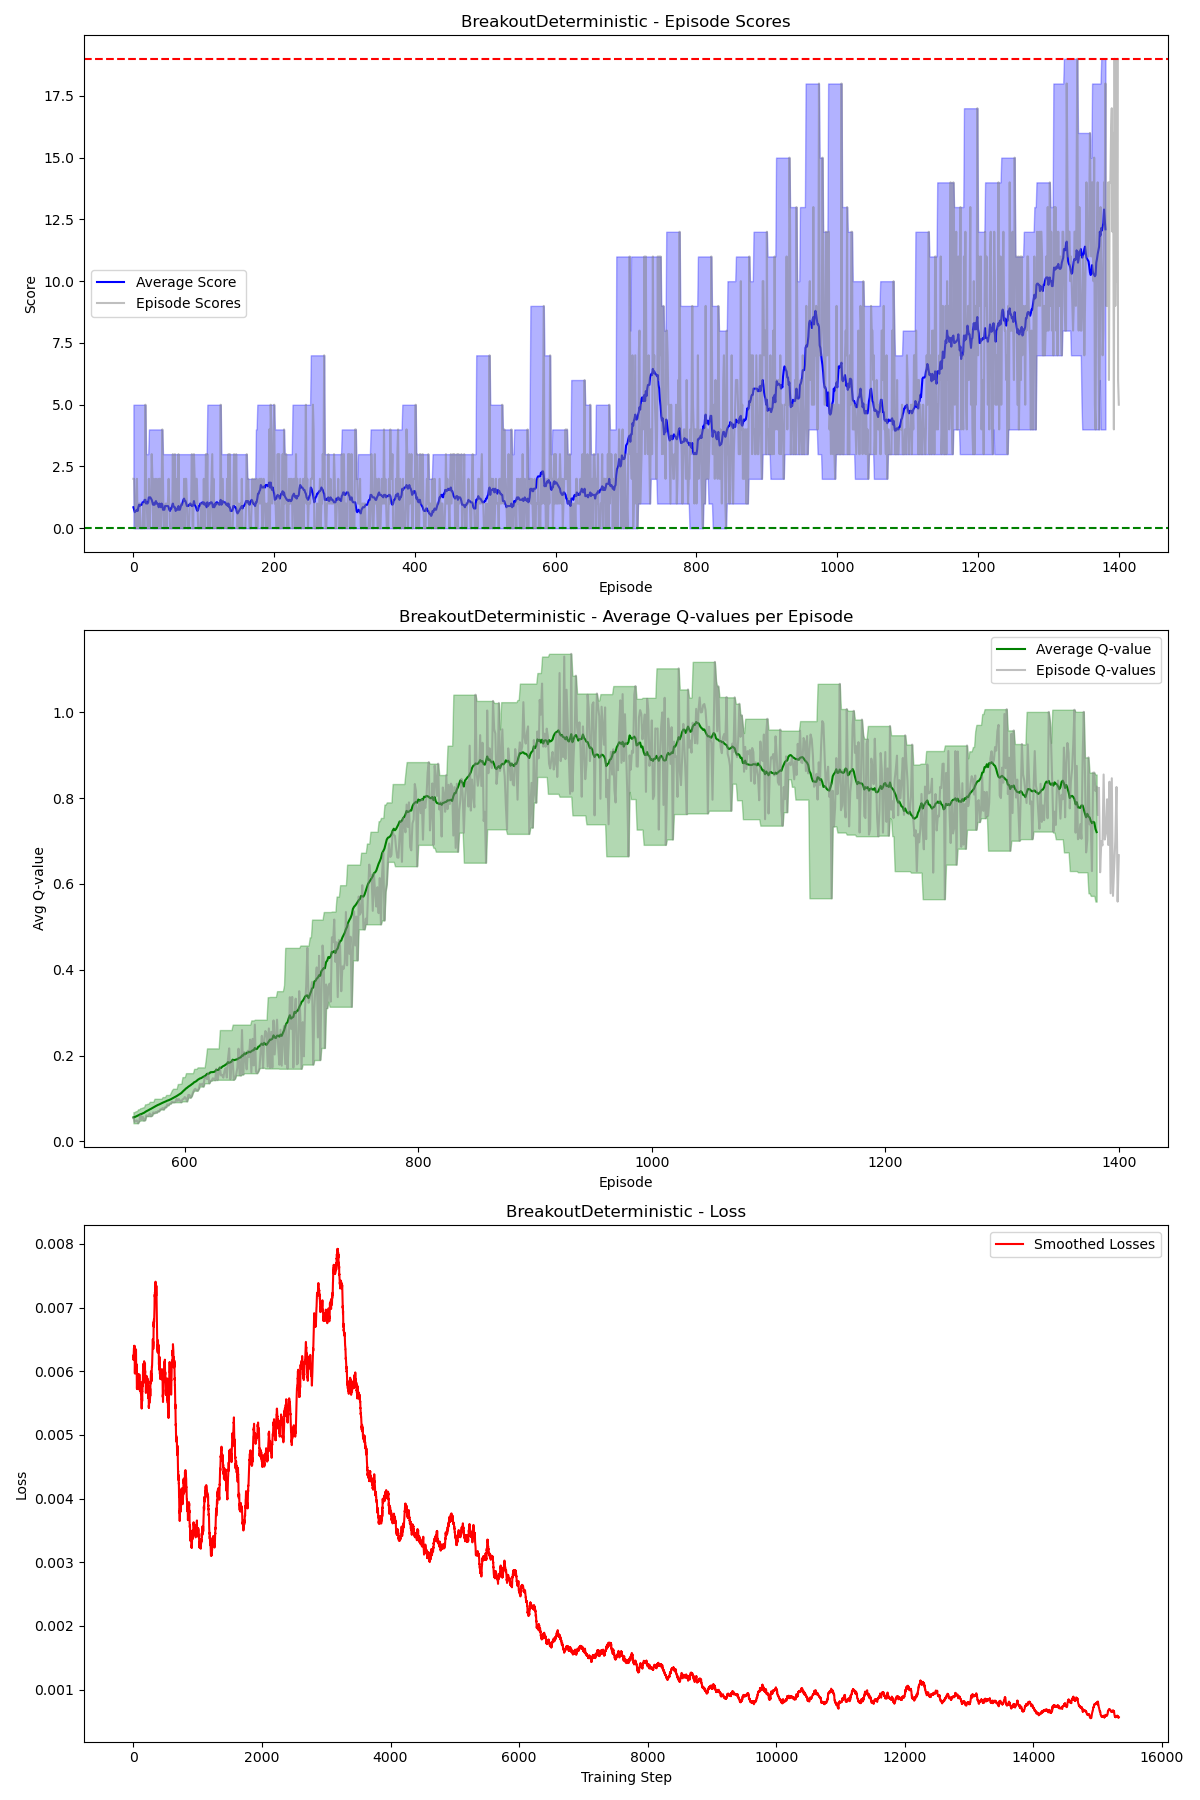 BreakoutDeterministic - Episode Scores
17.5
15.0
12.5
10.0
7.5
5.0
2.5
0.0
Score
Average Score
Episode Scores
0 200 400 600 800 1000 1200 1400
Episode
BreakoutDeterministic - Average Q-values per Episode
1.0
0.8
0.6
0.4
0.2
0.0
Avg Q-value
Average Q-value
Episode Q-values
600 800 1000 1200 1400
Episode
BreakoutDeterministic - Loss
0.008
0.007
0.006
0.005
0.004
0.003
0.002
0.001
Loss
Smoothed Losses
0 2000 4000 6000 8000 10000 12000 14000 16000
Training Step